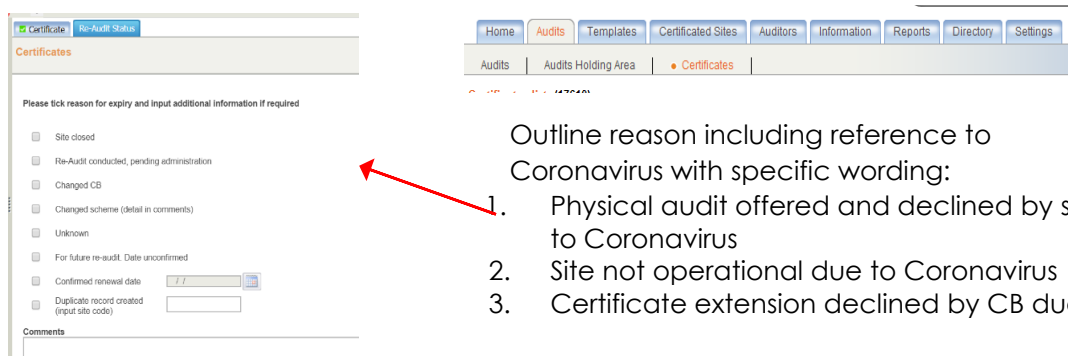 Certificate Re-Audit Status
Certificates
Please tick reason for expiry and input additional information if required
Site closed
Re-Audit conducted, pending administration
Changed CB
Changed scheme (detail in comments)
Unknown
For future re-audit. Date unconfirmed
Confirmed renewal date / /
Duplicate record created
(input site code)
Comments
Home Audits Templates Certificated Sites Auditors Information Reports Directory Settings
Audits Audits Holding Area • Certificates
Outline reason including reference to
Coronavirus with specific wording:
1. Physical audit offered and declined by s
to Coronavirus
2. Site not operational due to Coronavirus
3. Certificate extension declined by CB du